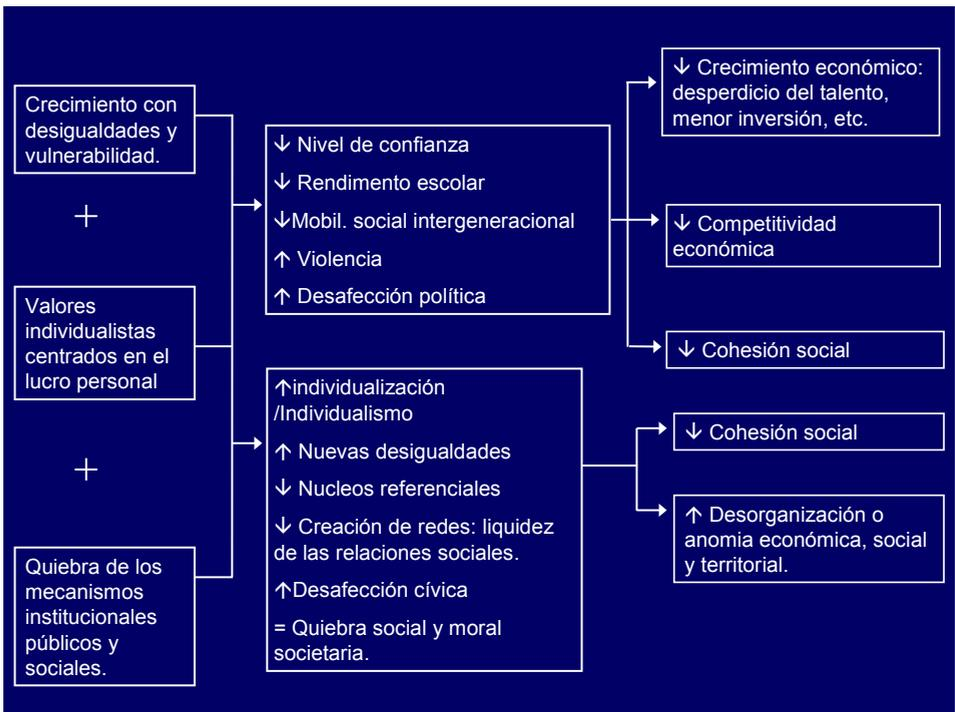 Crecimiento con
desigualdades y
vulnerabilidad.
+
Valores
individualistas
centrados en el
lucro personal
+
Quiebra de los
mecanismos
institucionales
públicos y
sociales.
↓ Nivel de confianza
↓ Rendimento escolar
↓Mobil. social intergeneracional
↑ Violencia
↑ Desafección política
↑individualización
/Individualismo
↑ Nuevas desigualdades
↓ Nucleos referenciales
↓ Creación de redes: liquidez
de las relaciones sociales.
↑Desafección cívica
= Quiebra social y moral
societaria.
↓ Crecimiento económico:
desperdicio del talento,
menor inversión, etc.
↓ Competitividad
económica
↓ Cohesión social
↓ Cohesión social
↑ Desorganización o
anomia económica, social
y territorial.